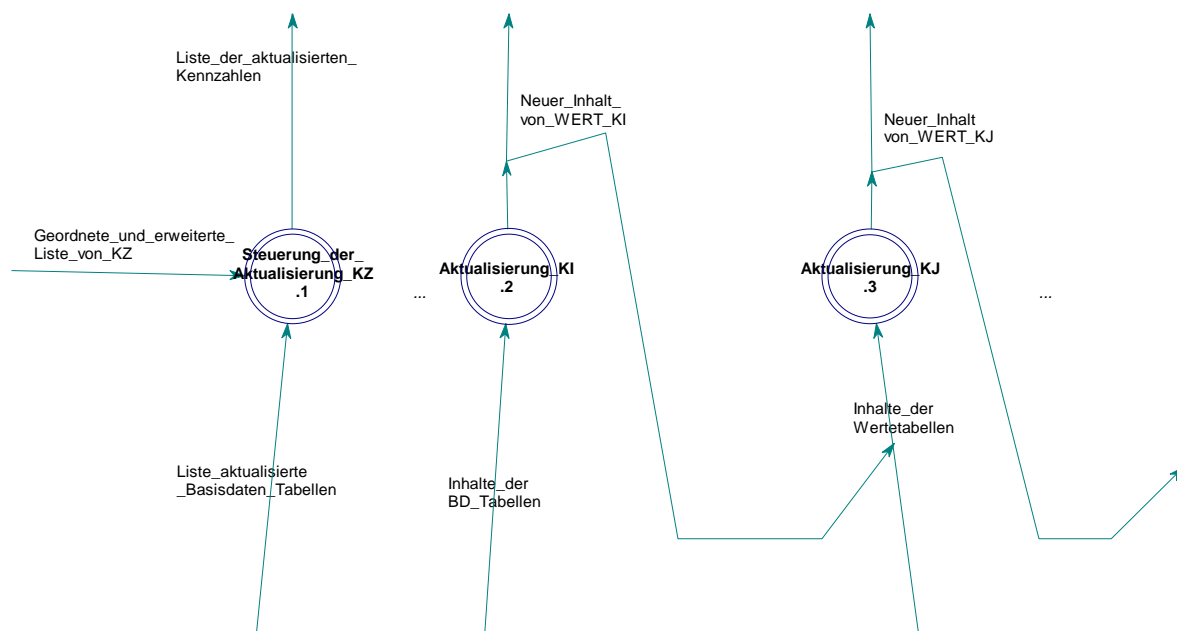 Liste_der_aktualisierten_
Kennzahlen
Neuer_Inhalt_
von_WERT_KI
Neuer_Inhalt
von_WERT_KJ
Geordnete_und_erweiterte_
Liste_von_KZ
Steuerung_der_
Aktualisierung_KZ
.1
...
Aktualisierung_KI
.2
Aktualisierung_KJ
.3
...
Inhalte_der
Wertetabellen
Liste_aktualisierte
_Basisdaten_Tabellen
Inhalte_der
BD_Tabellen